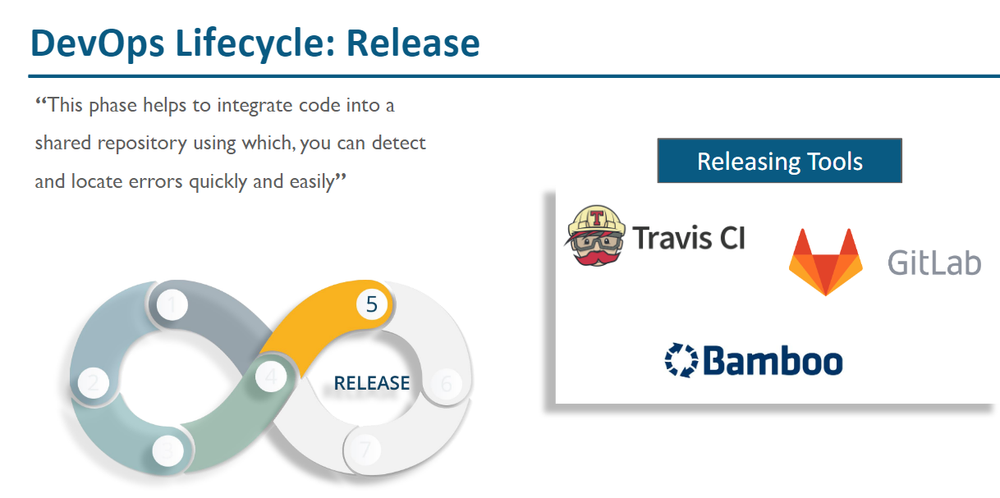 DevOps Lifecycle: Release
“This phase helps to integrate code into a
shared repository using which, you can detect
and locate errors quickly and easily”
Releasing Tools
T
Travis CI
GitLab
Bamboo
1
5
2
4
RELEASE
6
3
7